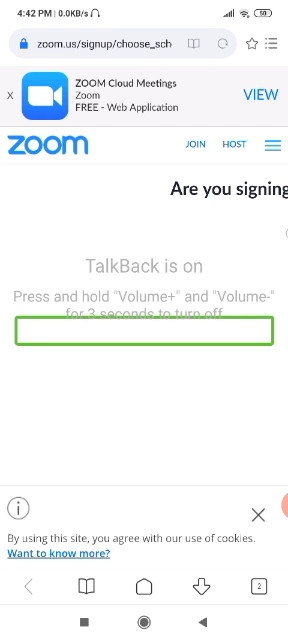 4:42 PM | 0.0KB/s
50
zoom.us/signup/choose_sch
x
ZOOM Cloud Meetings
Zoom
FREE - Web Application
VIEW
zoom
JOIN
HOST
Are you signing
TalkBack is on
Press and hold "Volume+" and "Volume-"
for 3 seconds to turn off
By using this site, you agree with our use of cookies.
Want to know more?
2